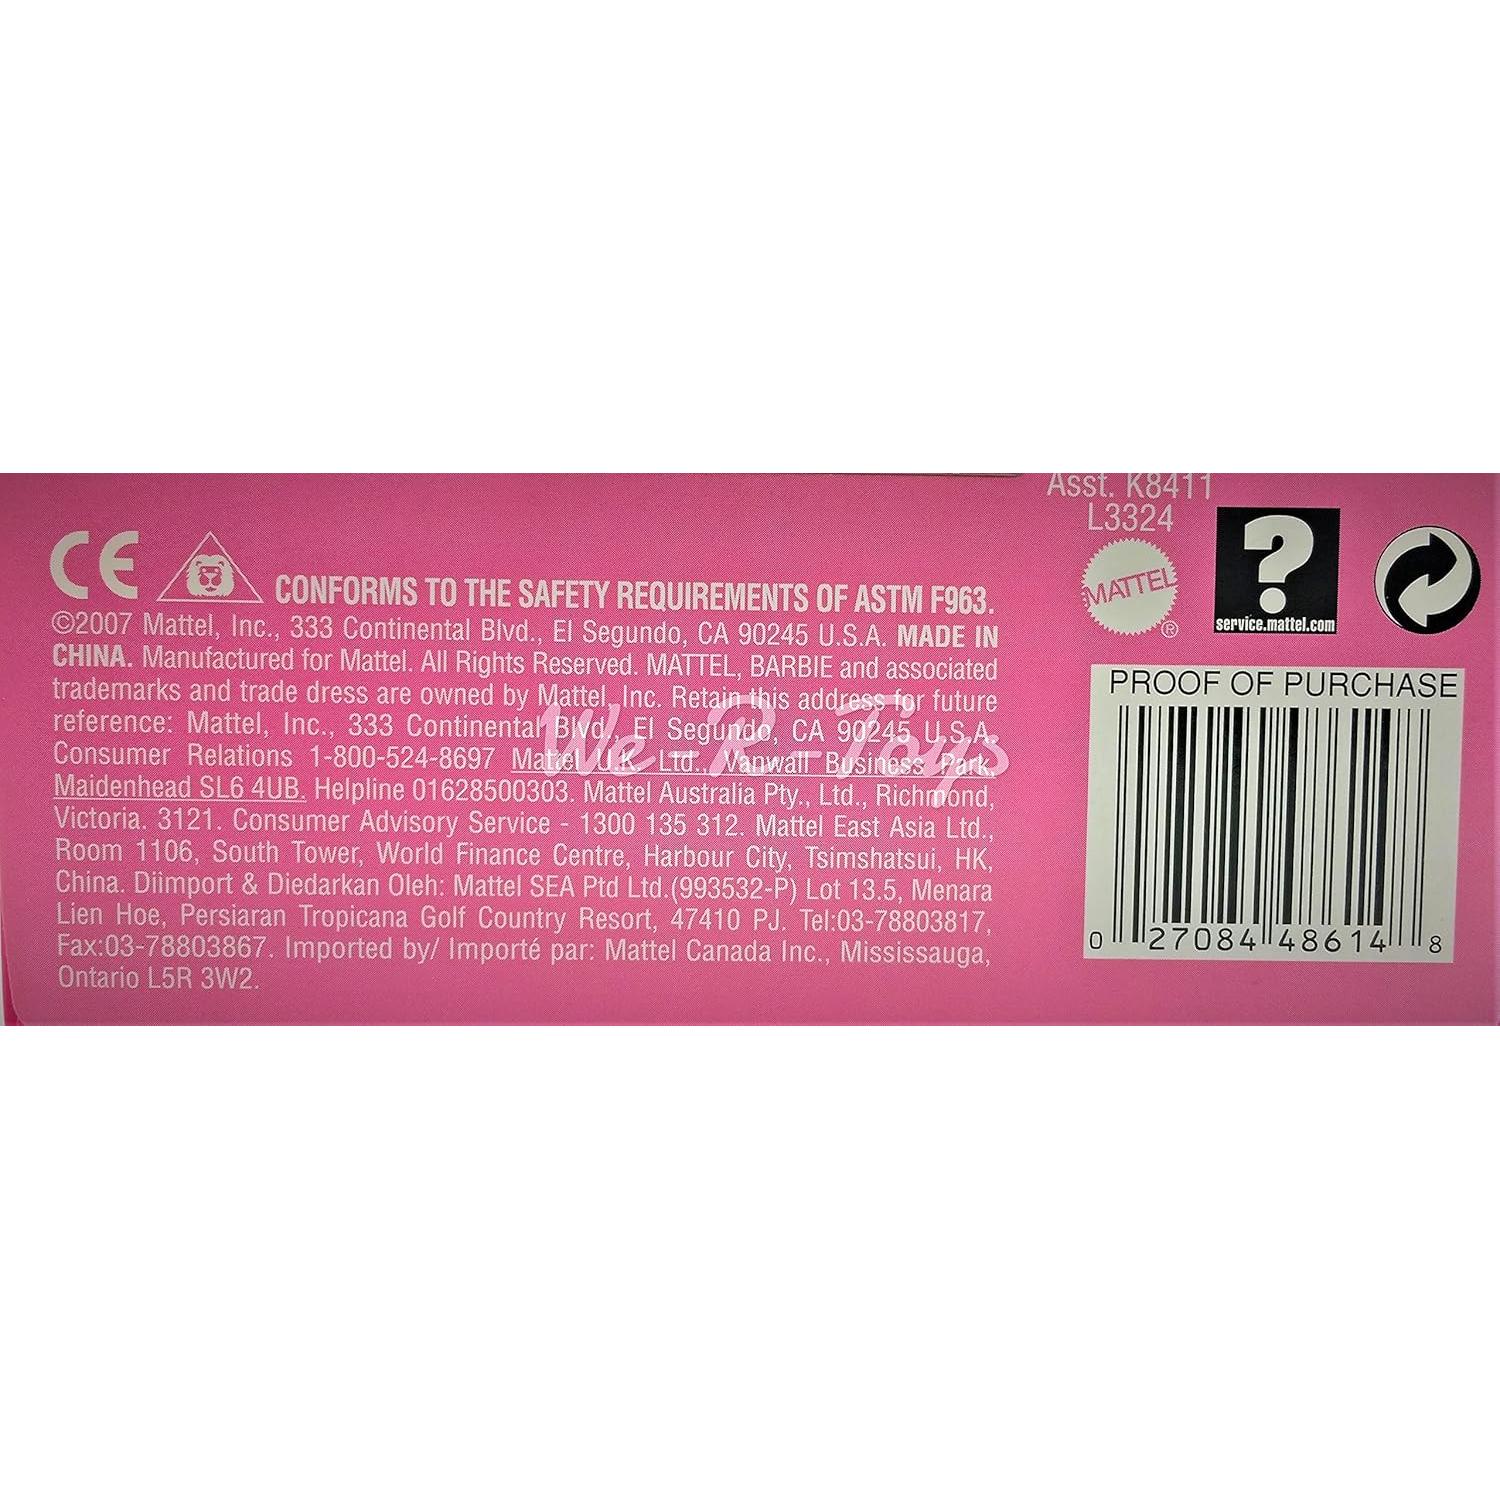 Asst. K8411
L3324
CE
CONFORMS TO THE SAFETY REQUIREMENTS OF ASTM F963.
©2007 Mattel, Inc., 333 Continental Blvd., El Segundo, CA 90245 U.S.A. MADE IN
CHINA. Manufactured for Mattel. All Rights Reserved. MATTEL, BARBIE and associated
trademarks and trade dress are owned by Mattel, Inc. Retain this address for future
reference: Mattel, Inc., 333 Continental Blvd., El Segundo, CA 90245 U.S.A.
Consumer Relations 1-800-524-8697 Mattel U.K. Ltd., Vanwall Business Park,
Maidenhead SL6 4UB. Helpline 01628500303. Mattel Australia Pty., Ltd., Richmond,
Victoria. 3121. Consumer Advisory Service - 1300 135 312. Mattel East Asia Ltd.,
Room 1106, South Tower, World Finance Centre, Harbour City, Tsimshatsui, HK,
China. Diimport & Diedarkan Oleh: Mattel SEA Ptd Ltd.(993532-P) Lot 13.5, Menara
Lien Hoe, Persiaran Tropicana Golf Country Resort, 47410 PJ. Tel:03-78803817,
Fax:03-78803867. Imported by/ Importé par: Mattel Canada Inc., Mississauga,
Ontario L5R 3W2.
We-R-Toys
MATTEL®
?
service.mattel.com
PROOF OF PURCHASE
0 27084 48614 8